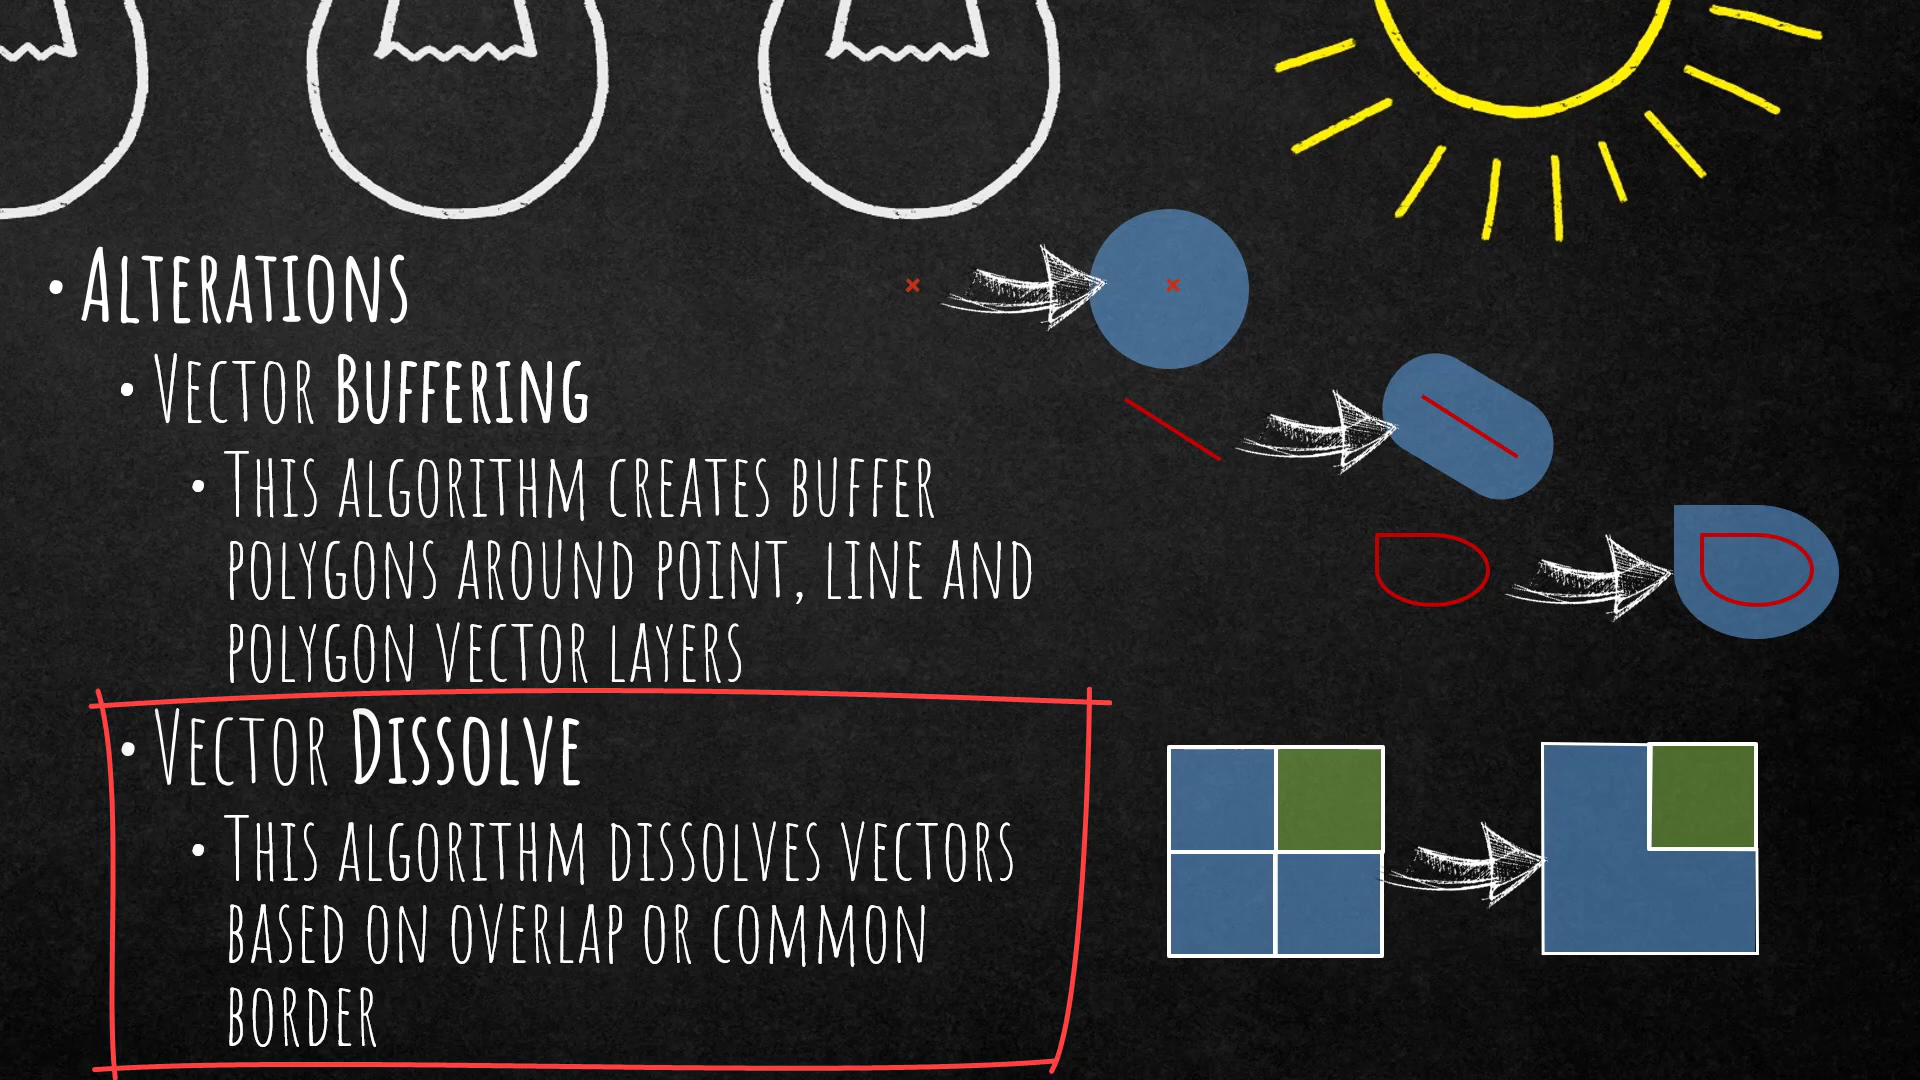 • Alterations
• Vector Buffering
• This algorithm creates buffer
polygons around point, line and
polygon vector layers
• Vector Dissolve
• This algorithm dissolves vectors
based on overlap or common
border